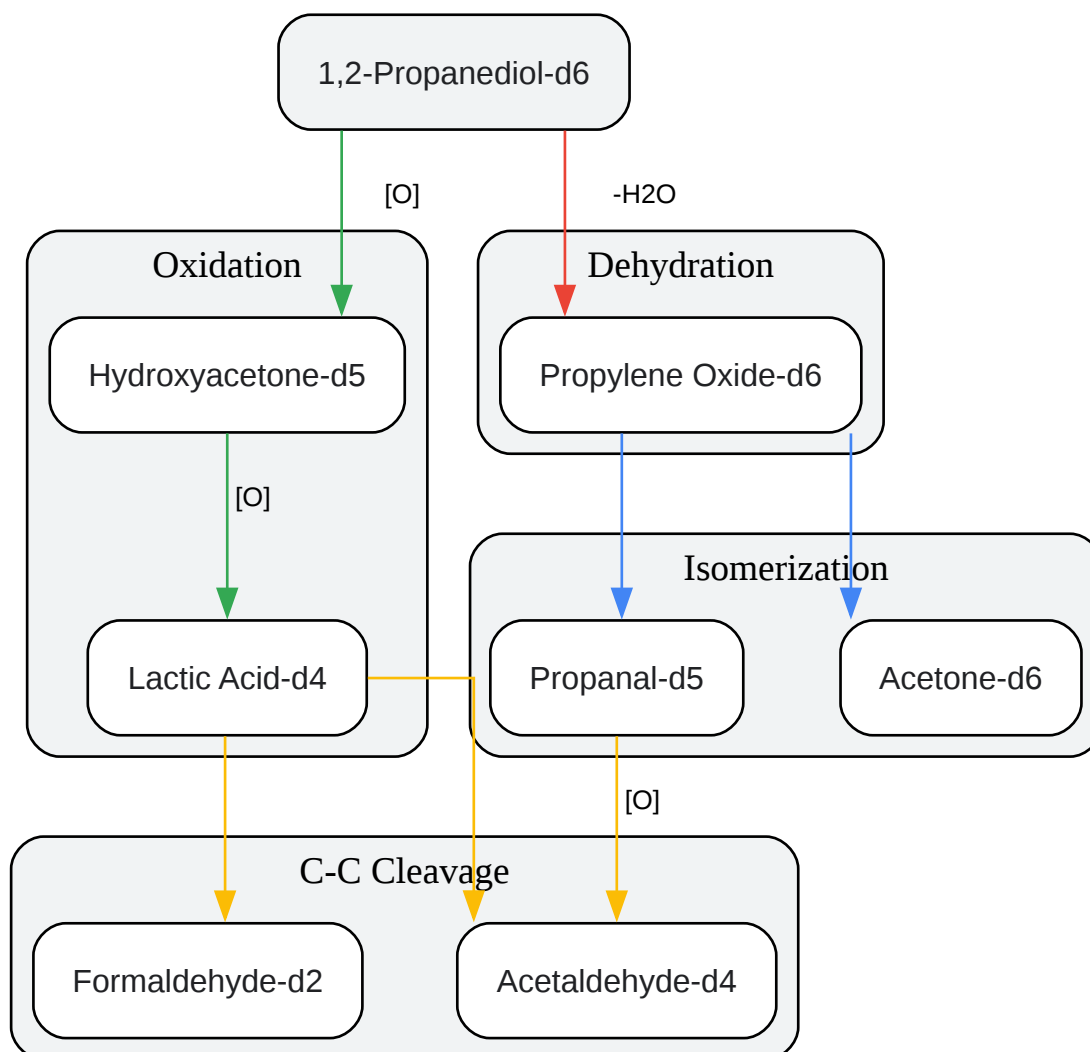 1,2-Propanediol-d6
[O]
-H2O
Oxidation
Dehydration
Hydroxyacetone-d5
Propylene Oxide-d6
[O]
Isomerization
Lactic Acid-d4
Propanal-d5
Acetone-d6
[O]
C-C Cleavage
Formaldehyde-d2
Acetaldehyde-d4